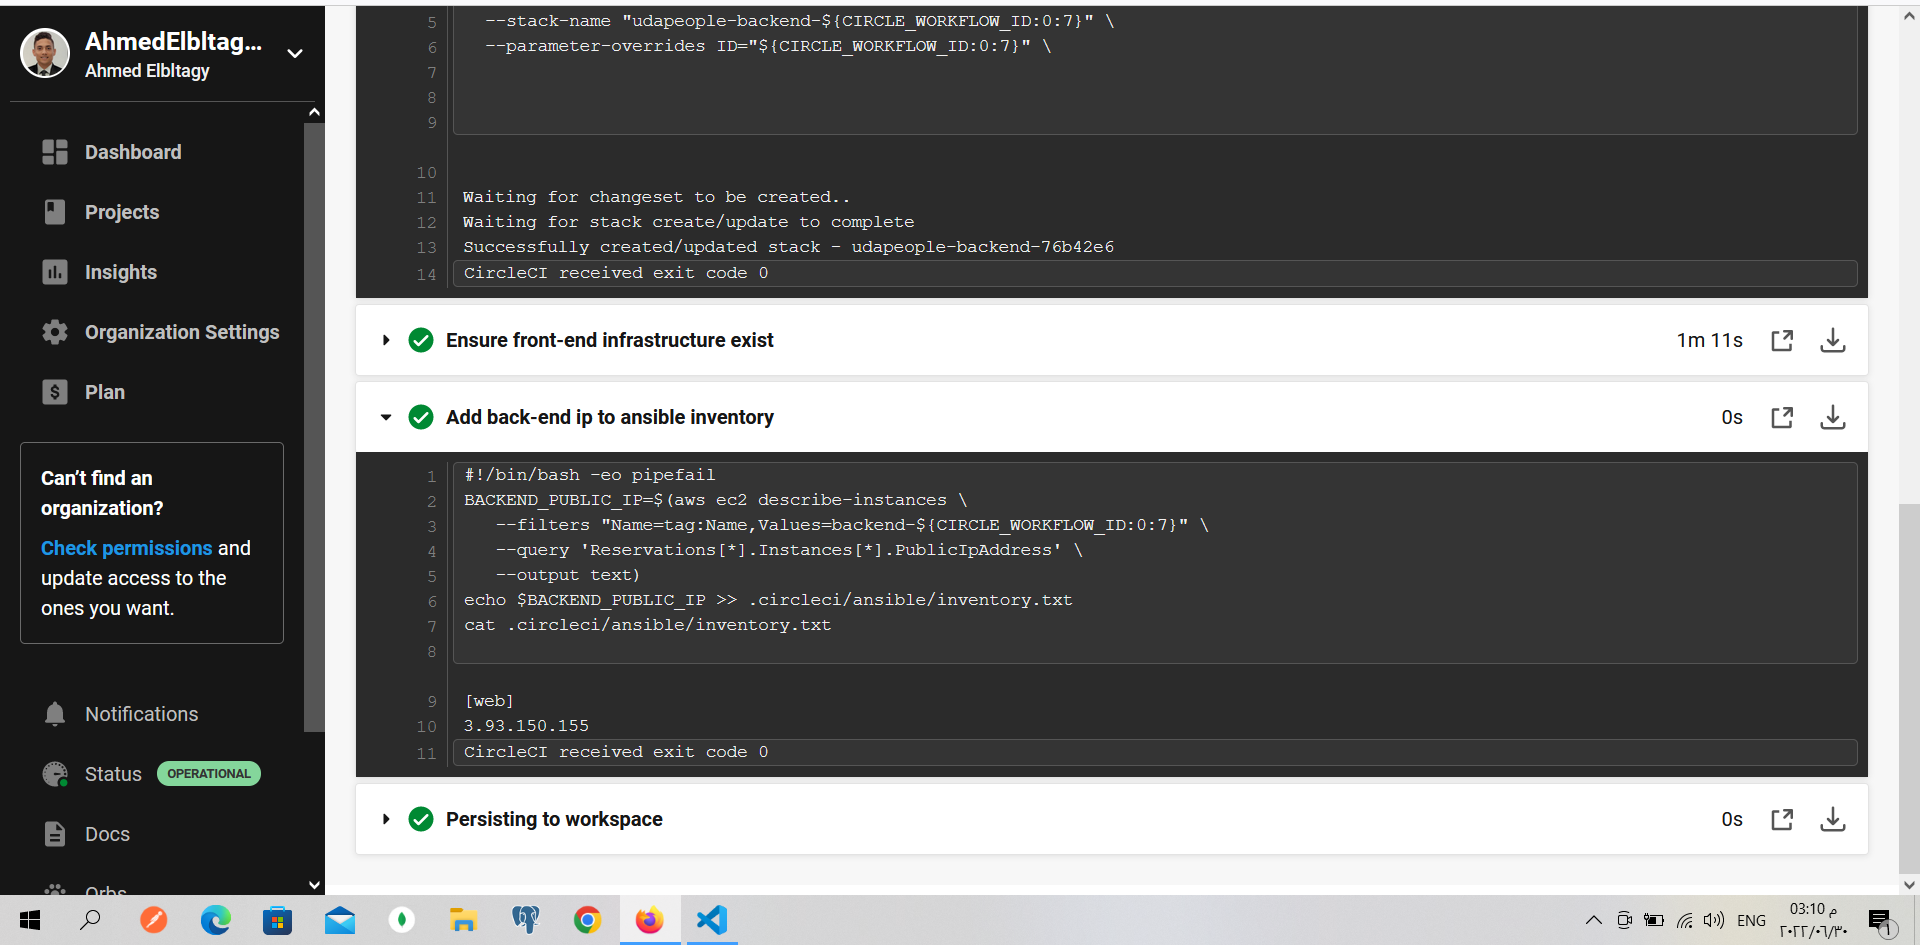 AhmedElbltag...
Ahmed Elbltagy
Dashboard
Projects
Insights
Organization Settings
Plan
Can't find an
organization?
Check permissions and
update access to the
ones you want.
Notifications
Status OPERATIONAL
Docs
Orbs
5 --stack-name "udapeople-backend-${CIRCLE_WORKFLOW_ID:0:7}" \
6 --parameter-overrides ID="${CIRCLE_WORKFLOW_ID:0:7}" \
7
8
9
10
11 Waiting for changeset to be created..
12 Waiting for stack create/update to complete
13 Successfully created/updated stack - udapeople-backend-76b42e6
14 CircleCI received exit code 0
Ensure front-end infrastructure exist 1m 11s
Add back-end ip to ansible inventory 0s
1 #!/bin/bash -eo pipefail
2 BACKEND_PUBLIC_IP=$(aws ec2 describe-instances \
3 --filters "Name=tag:Name,Values=backend-${CIRCLE_WORKFLOW_ID:0:7}" \
4 --query 'Reservations[*].Instances[*].PublicIpAddress' \
5 --output text)
6 echo $BACKEND_PUBLIC_IP >> .circleci/ansible/inventory.txt
7 cat .circleci/ansible/inventory.txt
8
9 [web]
10 3.93.150.155
11 CircleCI received exit code 0
Persisting to workspace 0s
ENG
03:10 م
٢٠٢٢/٠٦/٣٠
١